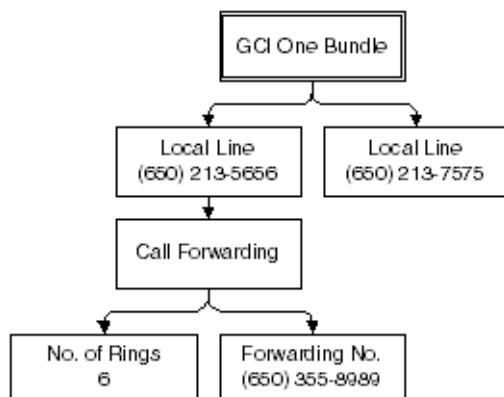 GCI One Bundle
Local Line
(650) 213-5656
Local Line
(650) 213-7575
Call Forwarding
No. of Rings
6
Forwarding No.
(650) 355-8989